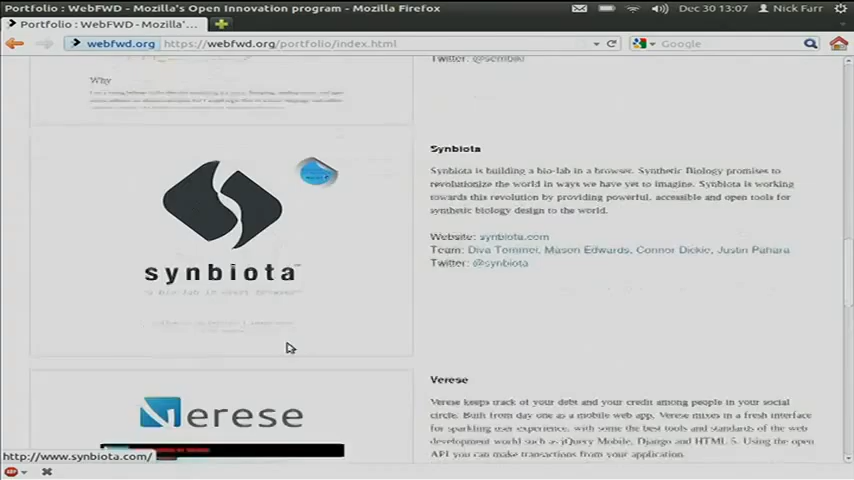 Portfolio : WebFWD - Mozilla's Open Innovation program - Mozilla Firefox
Dec 30 13:07 Nick Farr
Portfolio : WebFWD - Mozilla's'...
webfwd.org https://webfwd.org/portfolio/index.html
Google
Twitter:
Why
synbiota
Synbiota
Synbiota is building a bio-lab in a browser. Synthetic Biology promises to
revolutionize the world in ways we have yet to imagine. Synbiota is working
towards this revolution by providing powerful, accessible and open tools for
synthetic biology design to the world.
Website: synbiota.com
Team: Diva Tommei, Mason Edwards, Connor Dickie, Justin Pahara
Twitter: @synbiota
Verese
Verese
Verese keeps track of your debt and your credit among people in your social
circle. Built from day one as a mobile web app, Verese mixes in a fresh interface
for sparkling user experience, with some the best tools and standards of the web
development world such as jQuery Mobile, Django and HTML 5. Using the open
API you can make transactions from your application.
http://www.synbiota.com/